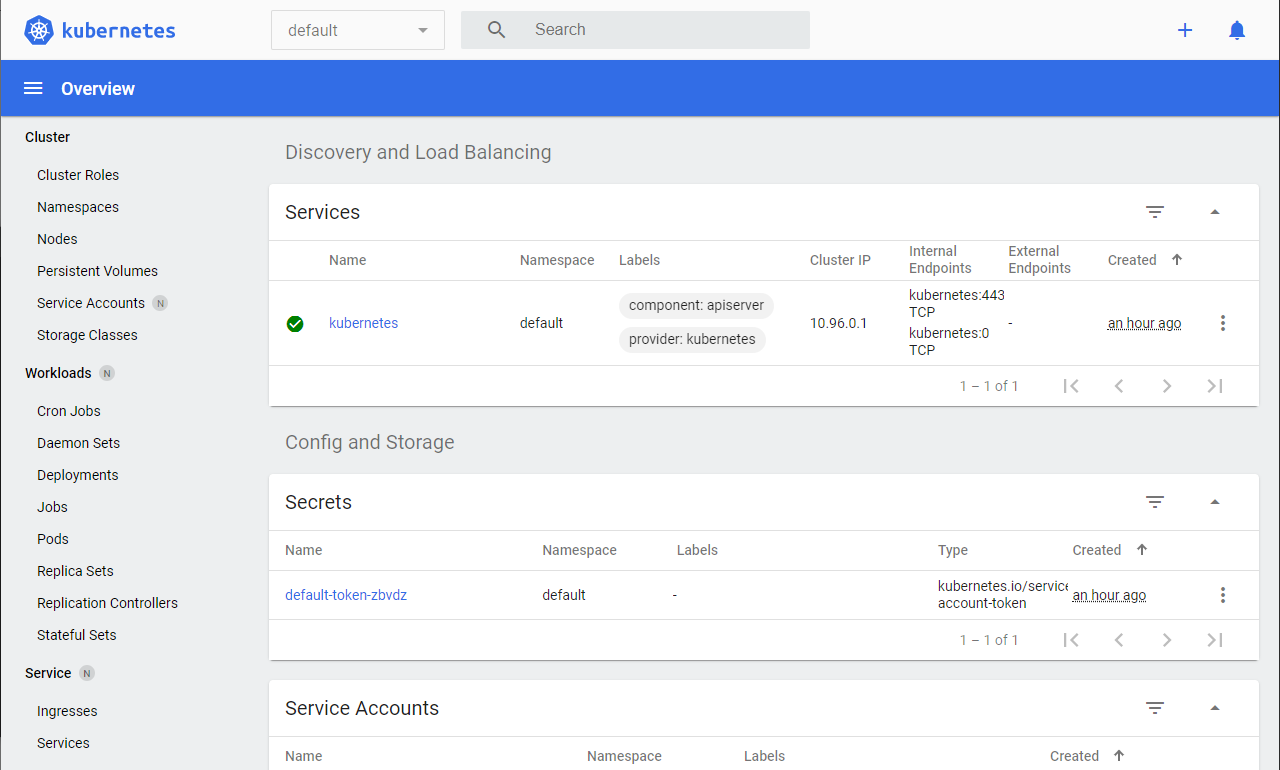 kubernetes
default
Search
Overview
Cluster
Cluster Roles
Namespaces
Nodes
Persistent Volumes
Service Accounts N
Storage Classes
Workloads N
Cron Jobs
Daemon Sets
Deployments
Jobs
Pods
Replica Sets
Replication Controllers
Stateful Sets
Service N
Ingresses
Services
Discovery and Load Balancing
Services
Name Namespace Labels Cluster IP Internal Endpoints External Endpoints Created
kubernetes default component: apiserver provider: kubernetes 10.96.0.1 kubernetes:443 TCP kubernetes:0 TCP - an hour ago
1 – 1 of 1
Config and Storage
Secrets
Name Namespace Labels Type Created
default-token-zbvdz default - kubernetes.io/service account-token an hour ago
1 – 1 of 1
Service Accounts
Name Namespace Labels Created